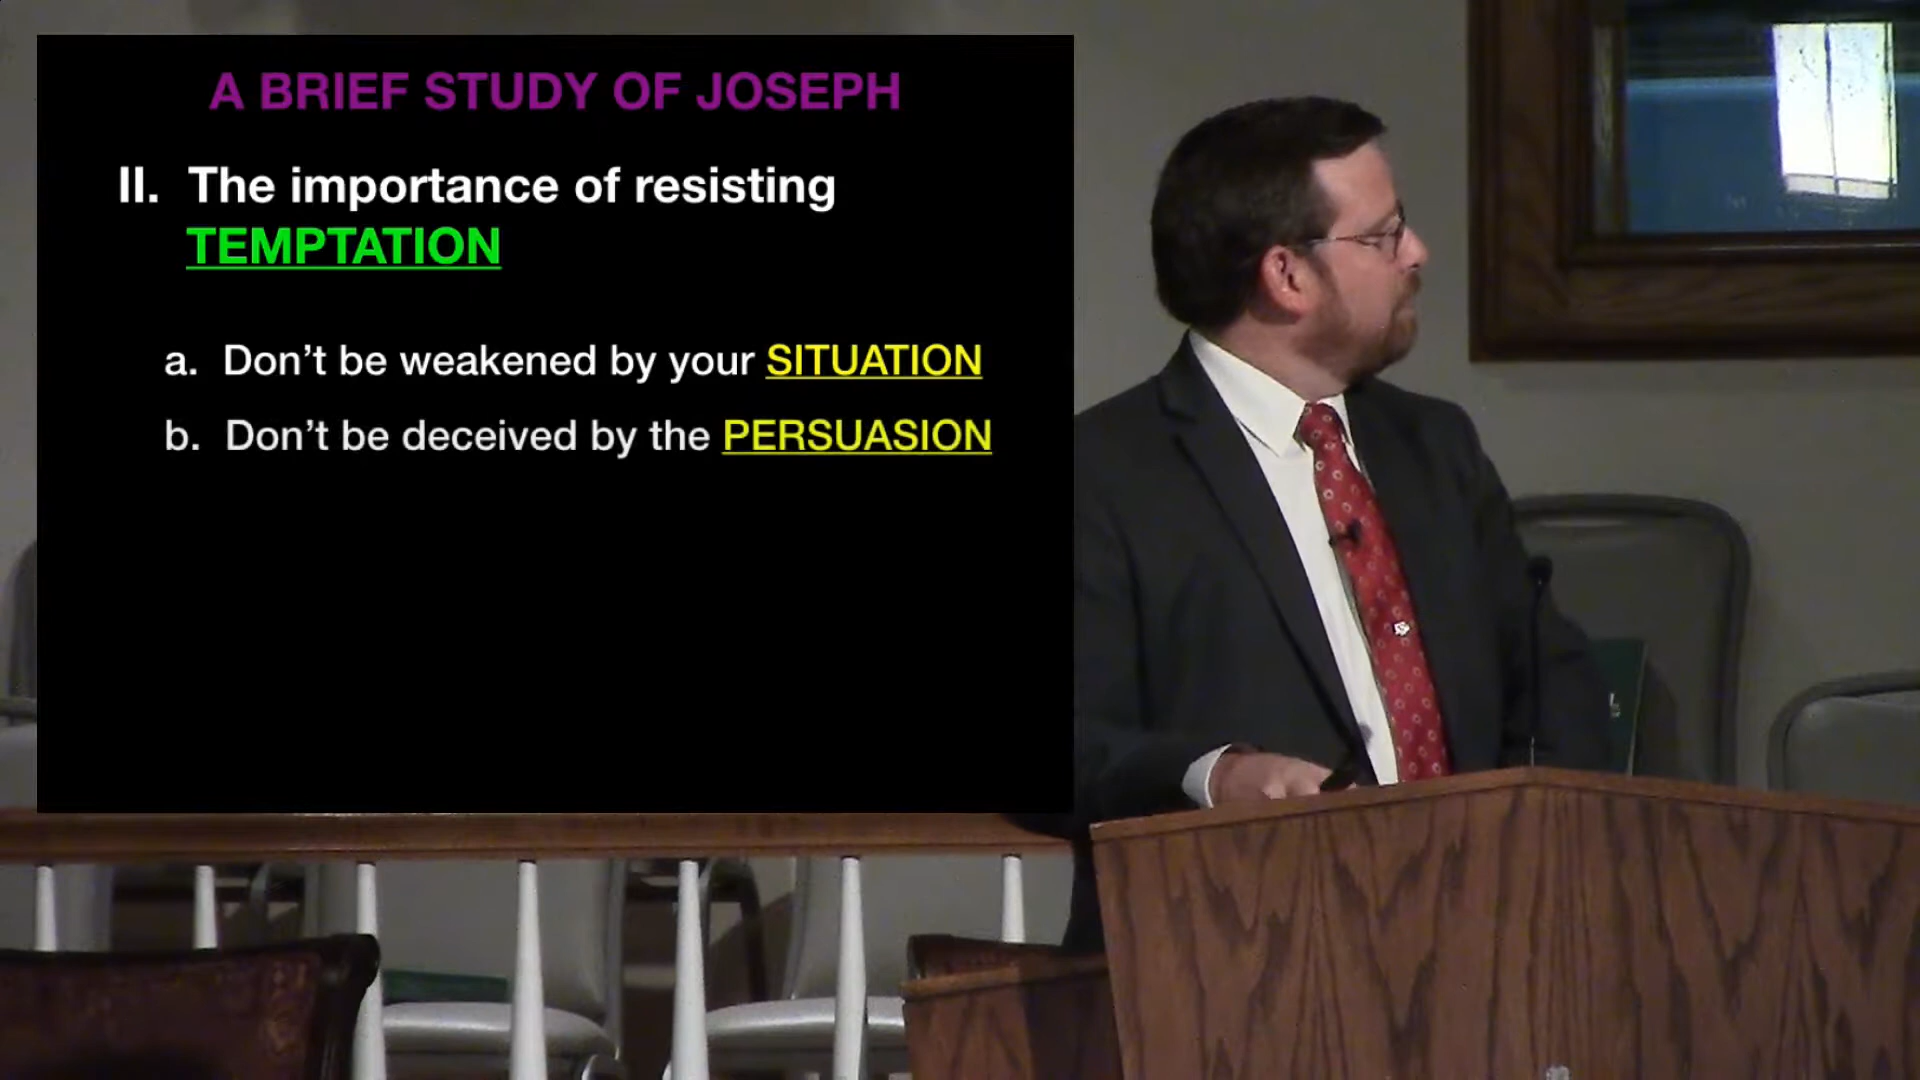 A BRIEF STUDY OF JOSEPH
II. The importance of resisting
TEMPTATION
a. Don’t be weakened by your SITUATION
b. Don’t be deceived by the PERSUASION